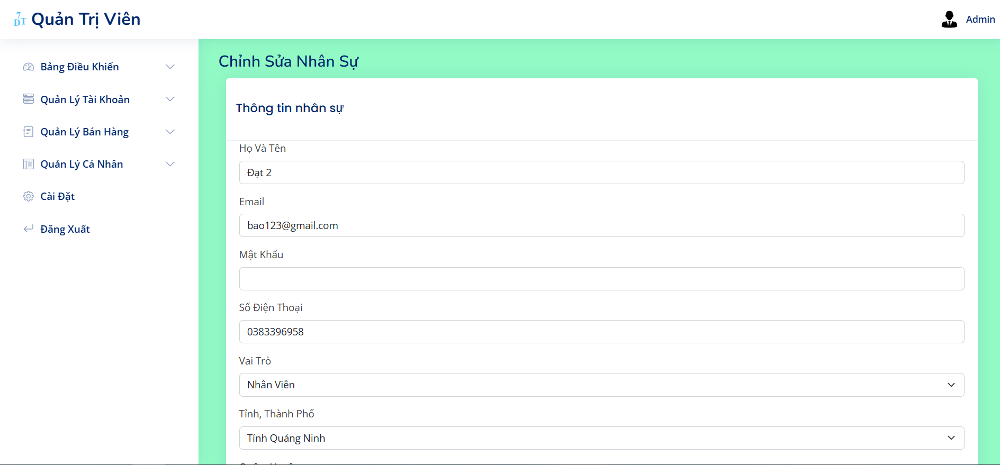 7
DT
Quản Trị Viên
Admin
Bảng Điều Khiển
Quản Lý Tài Khoản
Quản Lý Bán Hàng
Quản Lý Cá Nhân
Cài Đặt
Đăng Xuất
Chỉnh Sửa Nhân Sự
Thông tin nhân sự
Họ Và Tên
Đạt 2
Email
bao123@gmail.com
Mật Khẩu
Số Điện Thoại
0383396958
Vai Trò
Nhân Viên
Tỉnh, Thành Phố
Tỉnh Quảng Ninh